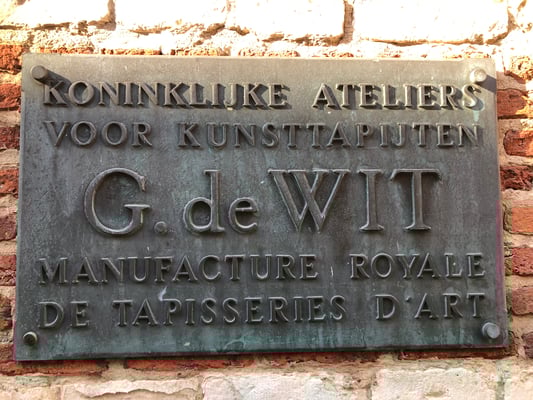 KONINKLIJKE ATELIERS
VOOR KUNSTTAPIJTEN
G. de WIT
MANUFACTURE ROYALE
DE TAPISSERIES D'ART